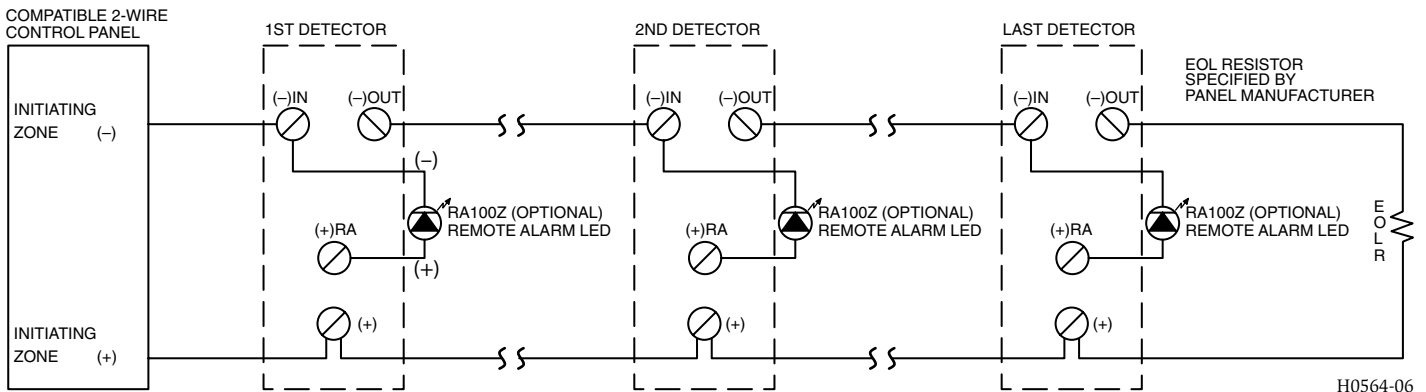 COMPATIBLE 2-WIRE
CONTROL PANEL
1ST DETECTOR
2ND DETECTOR
LAST DETECTOR
EOL RESISTOR
SPECIFIED BY
PANEL MANUFACTURER
INITIATING
ZONE (–)
(–)IN (–)OUT
(–)IN (–)OUT
(–)IN (–)OUT
(–)
RA100Z (OPTIONAL)
REMOTE ALARM LED
(+)RA
(+)
RA100Z (OPTIONAL)
REMOTE ALARM LED
(+)RA
RA100Z (OPTIONAL)
REMOTE ALARM LED
(+)RA
E
O
L
R
INITIATING
ZONE (+)
(+)
(+)
(+)
H0564-06